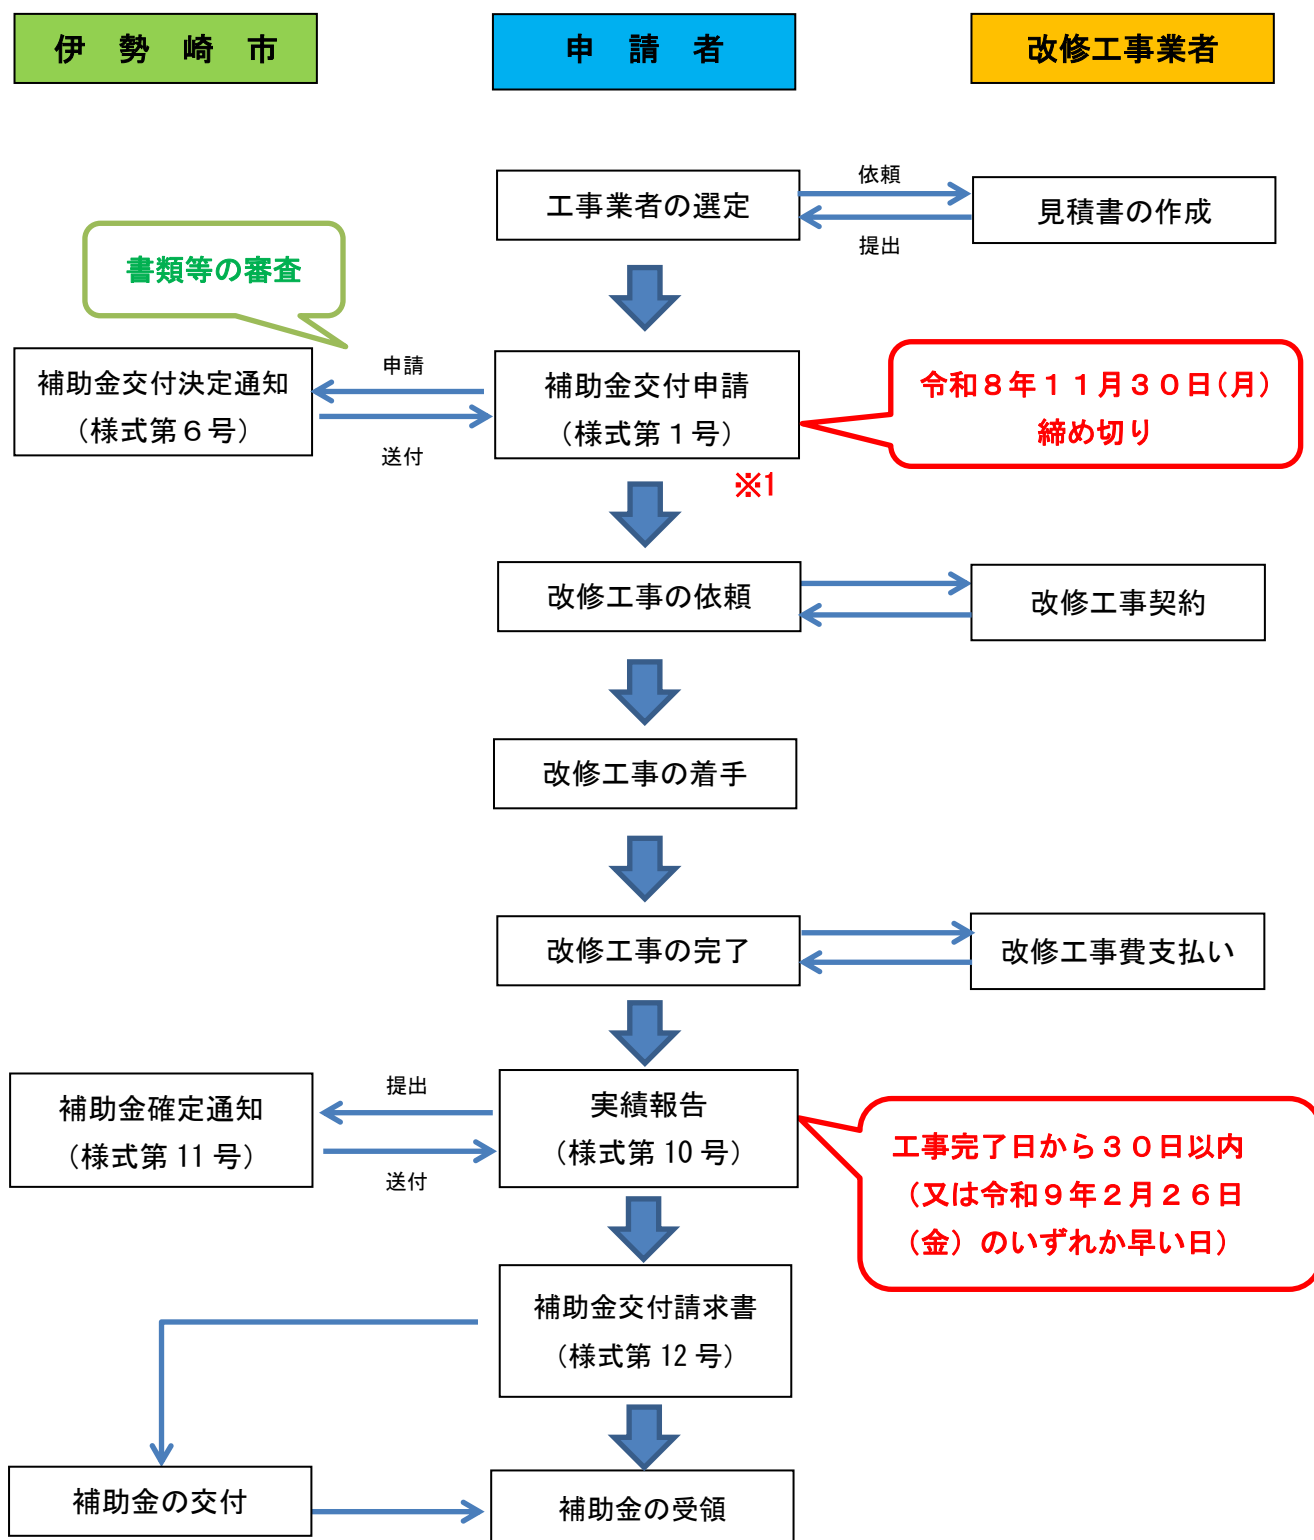 伊　勢　崎　市
申　請　者
改修工事業者
工事業者の選定
依頼
提出
見積書の作成
書類等の審査
補助金交付決定通知
（様式第６号）
申請
送付
補助金交付申請
（様式第１号）
※1
令和８年１１月３０日(月)
締め切り
改修工事の依頼
改修工事契約
改修工事の着手
改修工事の完了
改修工事費支払い
補助金確定通知
（様式第 11 号）
提出
送付
実績報告
（様式第 10 号）
工事完了日から３０日以内
（又は令和９年２月２６日
（金）のいずれか早い日）
補助金交付請求書
（様式第 12 号）
補助金の交付
補助金の受領